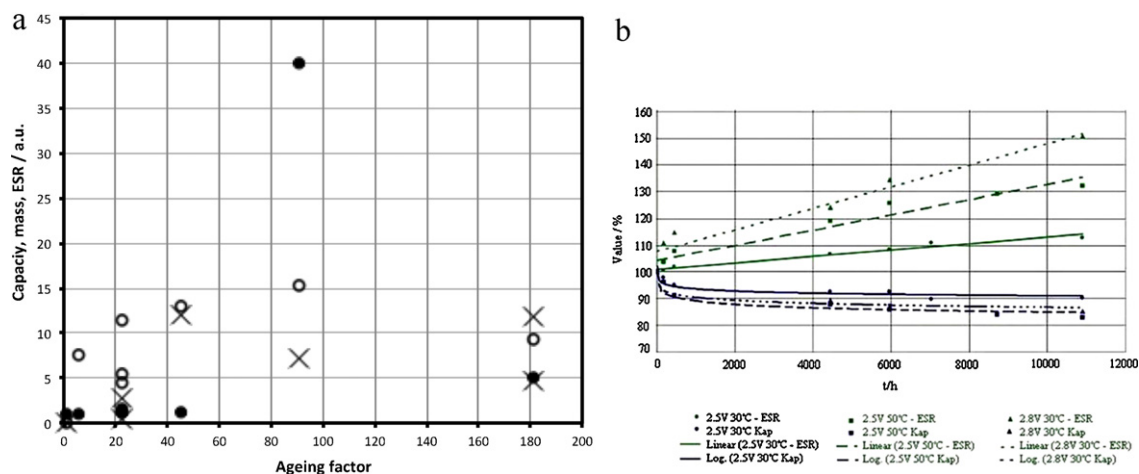 a
Capaciy, mass, ESR / a.u.
45
40
35
30
25
20
15
10
5
0
0 20 40 60 80 100 120 140 160 180 200
Ageing factor
b
Value / %
160
150
140
130
120
110
100
90
80
70
0 2000 4000 6000 8000 10000 12000
t/h
2.5V 30°C - ESR 2.5V 50°C - ESR 2.8V 30°C - ESR
2.5V 30°C Kap 2.5V 50°C Kap 2.8V 30°C Kap
Linear (2.5V 30°C - ESR) Linear (2.5V 50°C - ESR) Linear (2.8V 30°C - ESR)
Log. (2.5V 30°C Kap) Log. (2.5V 50°C Kap) Log. (2.8V 30°C Kap)